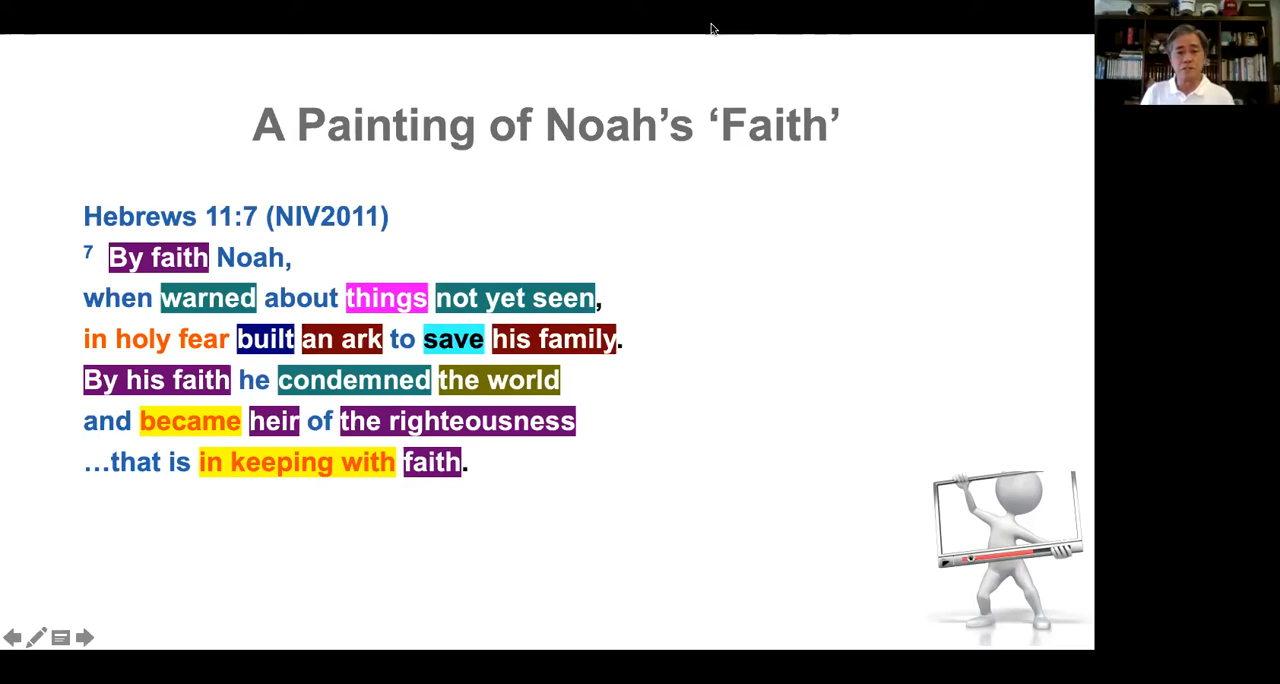 A Painting of Noah’s ‘Faith’
Hebrews 11:7 (NIV2011)
7 By faith Noah,
when warned about things not yet seen,
in holy fear built an ark to save his family.
By his faith he condemned the world
and became heir of the righteousness
…that is in keeping with faith.